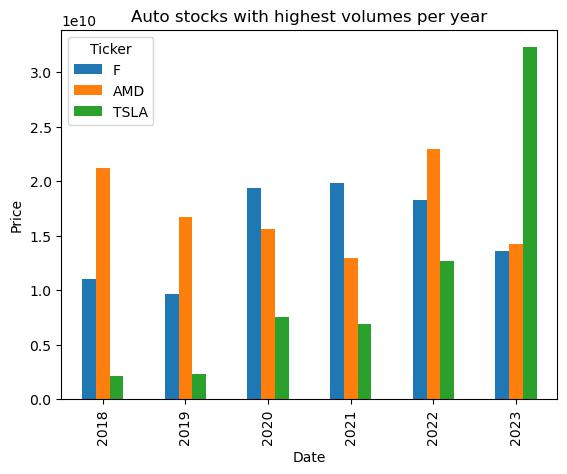 Auto stocks with highest volumes per year
1e10
Ticker
F
AMD
TSLA
3.0
2.5
2.0
1.5
1.0
0.5
0.0
Price
2018
2019
2020
2021
2022
2023
Date